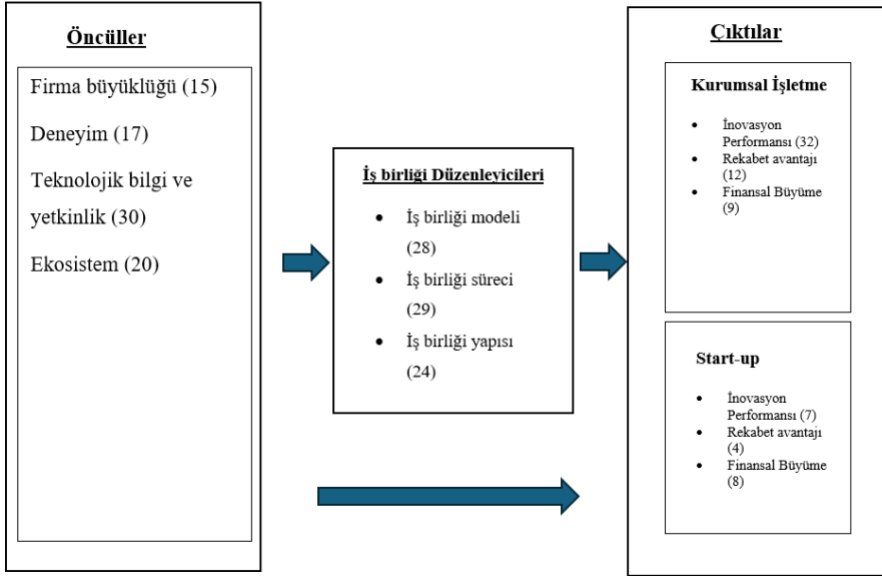 Öncüller
Firma büyüklüğü (15)
Deneyim (17)
Teknolojik bilgi ve
yetkinlik (30)
Ekosistem (20)
İş birliği Düzenleyicileri
• İş birliği modeli
(28)
• İş birliği süreci
(29)
• İş birliği yapısı
(24)
Çıktılar
Kurumsal İşletme
• İnovasyon
Performansı (32)
• Rekabet avantajı
(12)
• Finansal Büyüme
(9)
Start-up
• İnovasyon
Performansı (7)
• Rekabet avantajı
(4)
• Finansal Büyüme
(8)